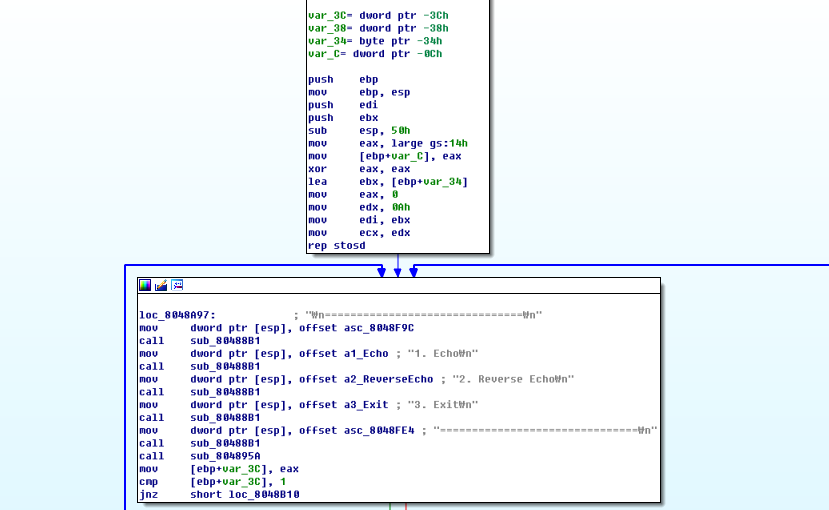 var_3C= dword ptr -3Ch
var_38= dword ptr -38h
var_34= byte ptr -34h
var_C= dword ptr -0Ch
push ebp
mov ebp, esp
push edi
push ebx
sub esp, 50h
mov eax, large gs:14h
mov [ebp+var_C], eax
xor eax, eax
lea ebx, [ebp+var_34]
mov eax, 0
mov edx, 0Ah
mov edi, ebx
mov ecx, edx
rep stosd
loc_8048A97: ; "₩n===============================₩n"
mov dword ptr [esp], offset asc_8048F9C
call sub_80488B1
mov dword ptr [esp], offset a1_Echo ; "1. Echo₩n"
call sub_80488B1
mov dword ptr [esp], offset a2_ReverseEcho ; "2. Reverse Echo₩n"
call sub_80488B1
mov dword ptr [esp], offset a3_Exit ; "3. Exit₩n"
call sub_80488B1
mov dword ptr [esp], offset asc_8048FE4 ; "===============================₩n"
call sub_80488B1
call sub_804895A
mov [ebp+var_3C], eax
cmp [ebp+var_3C], 1
jnz short loc_8048B10